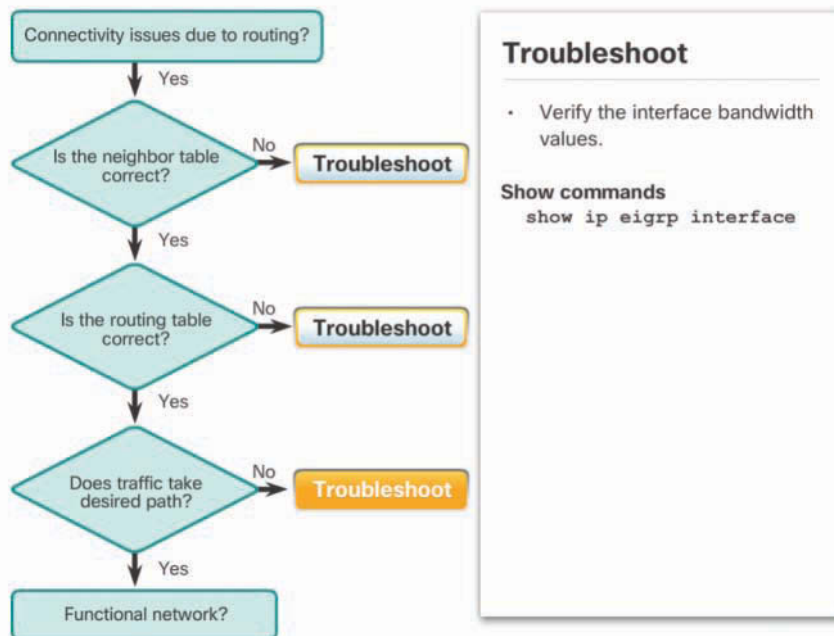 Connectivity issues due to routing?
Yes
Is the neighbor table
correct?
No
Troubleshoot
Yes
Is the routing table
correct?
No
Troubleshoot
Yes
Does traffic take
desired path?
No
Troubleshoot
Yes
Functional network?
Troubleshoot
• Verify the interface bandwidth
values.
Show commands
show ip eigrp interface